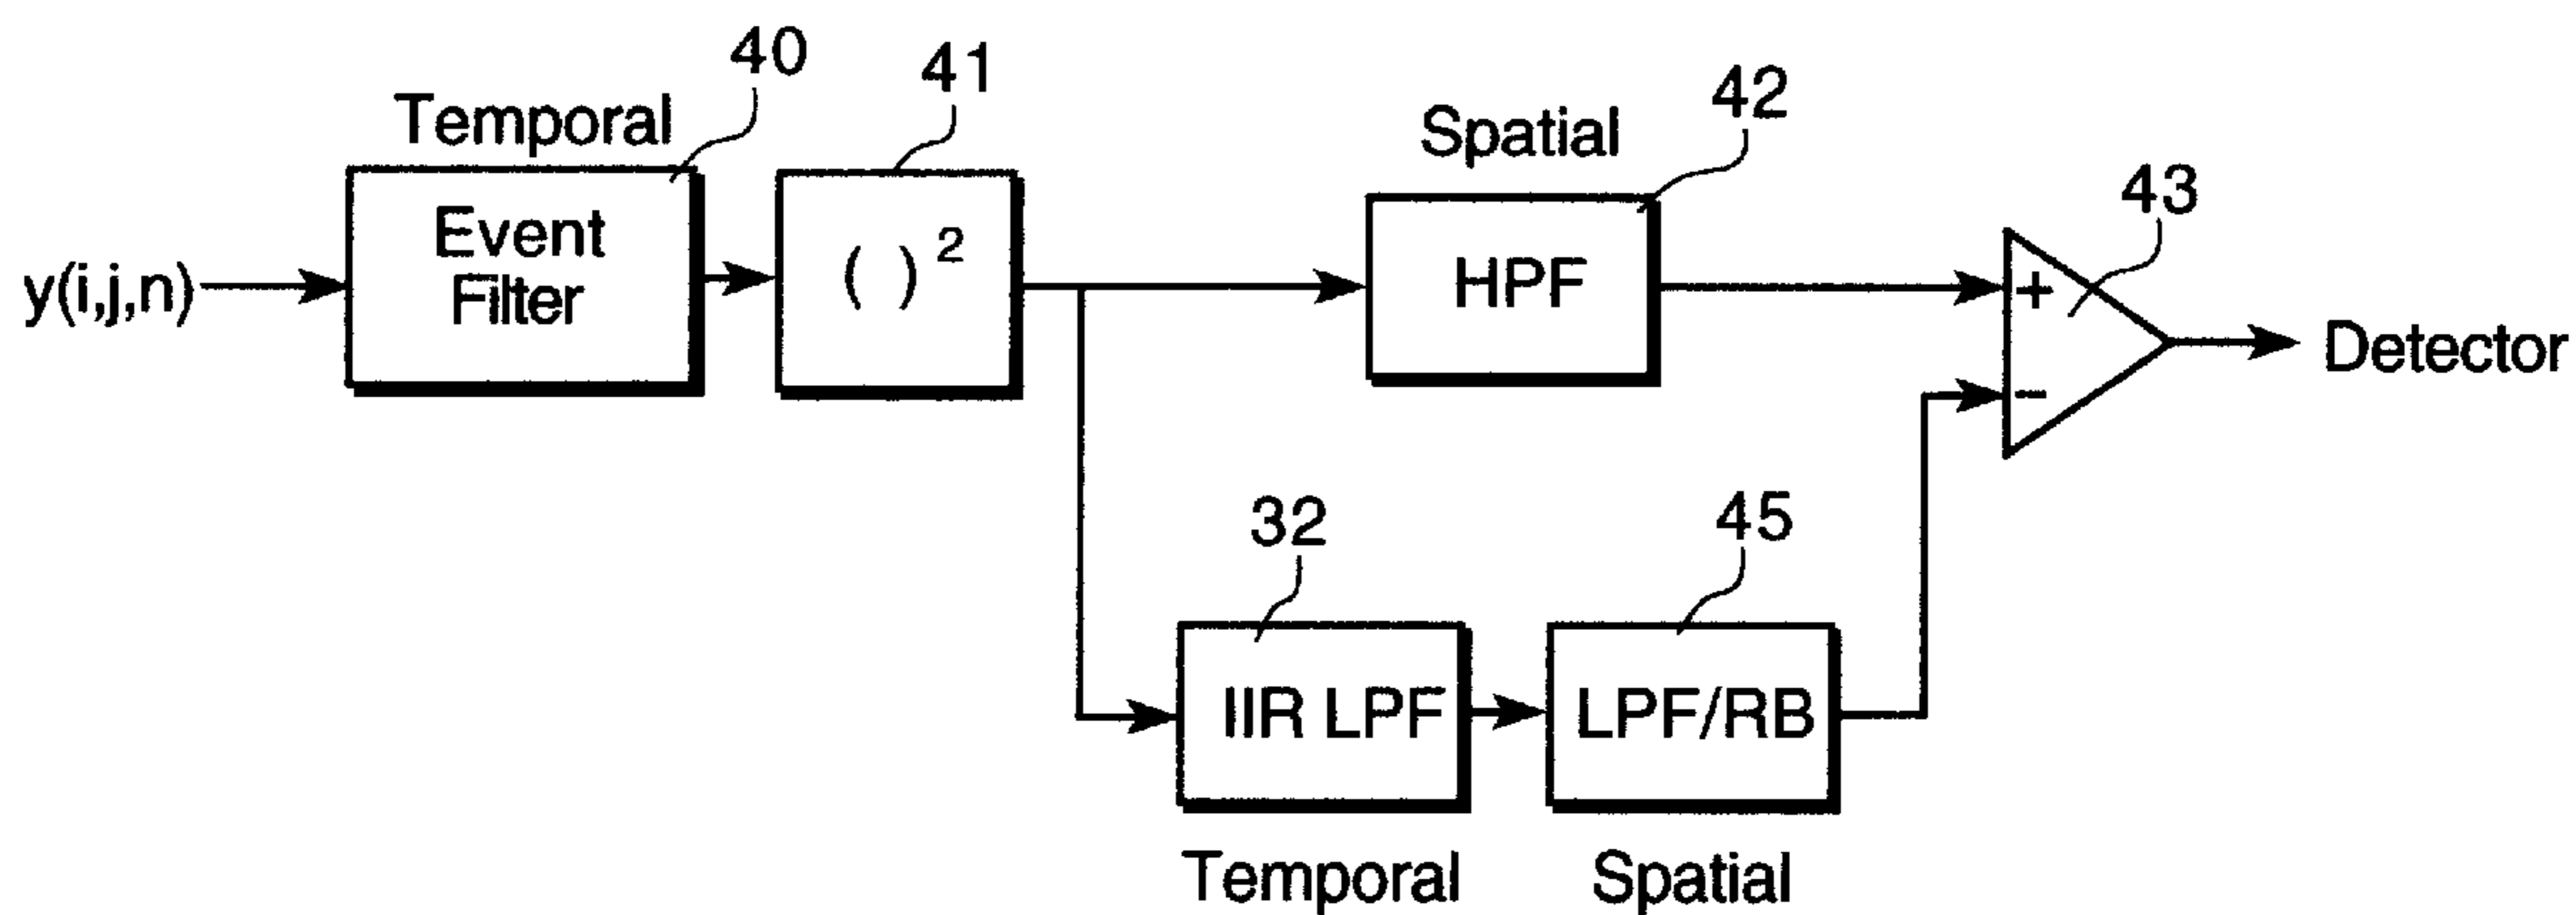 40
41
Temporal
Event
Filter
y(i,j,n)
( )²
Spatial
42
HPF
43
+
−
Detector
32
45
IIR LPF
LPF/RB
Temporal
Spatial